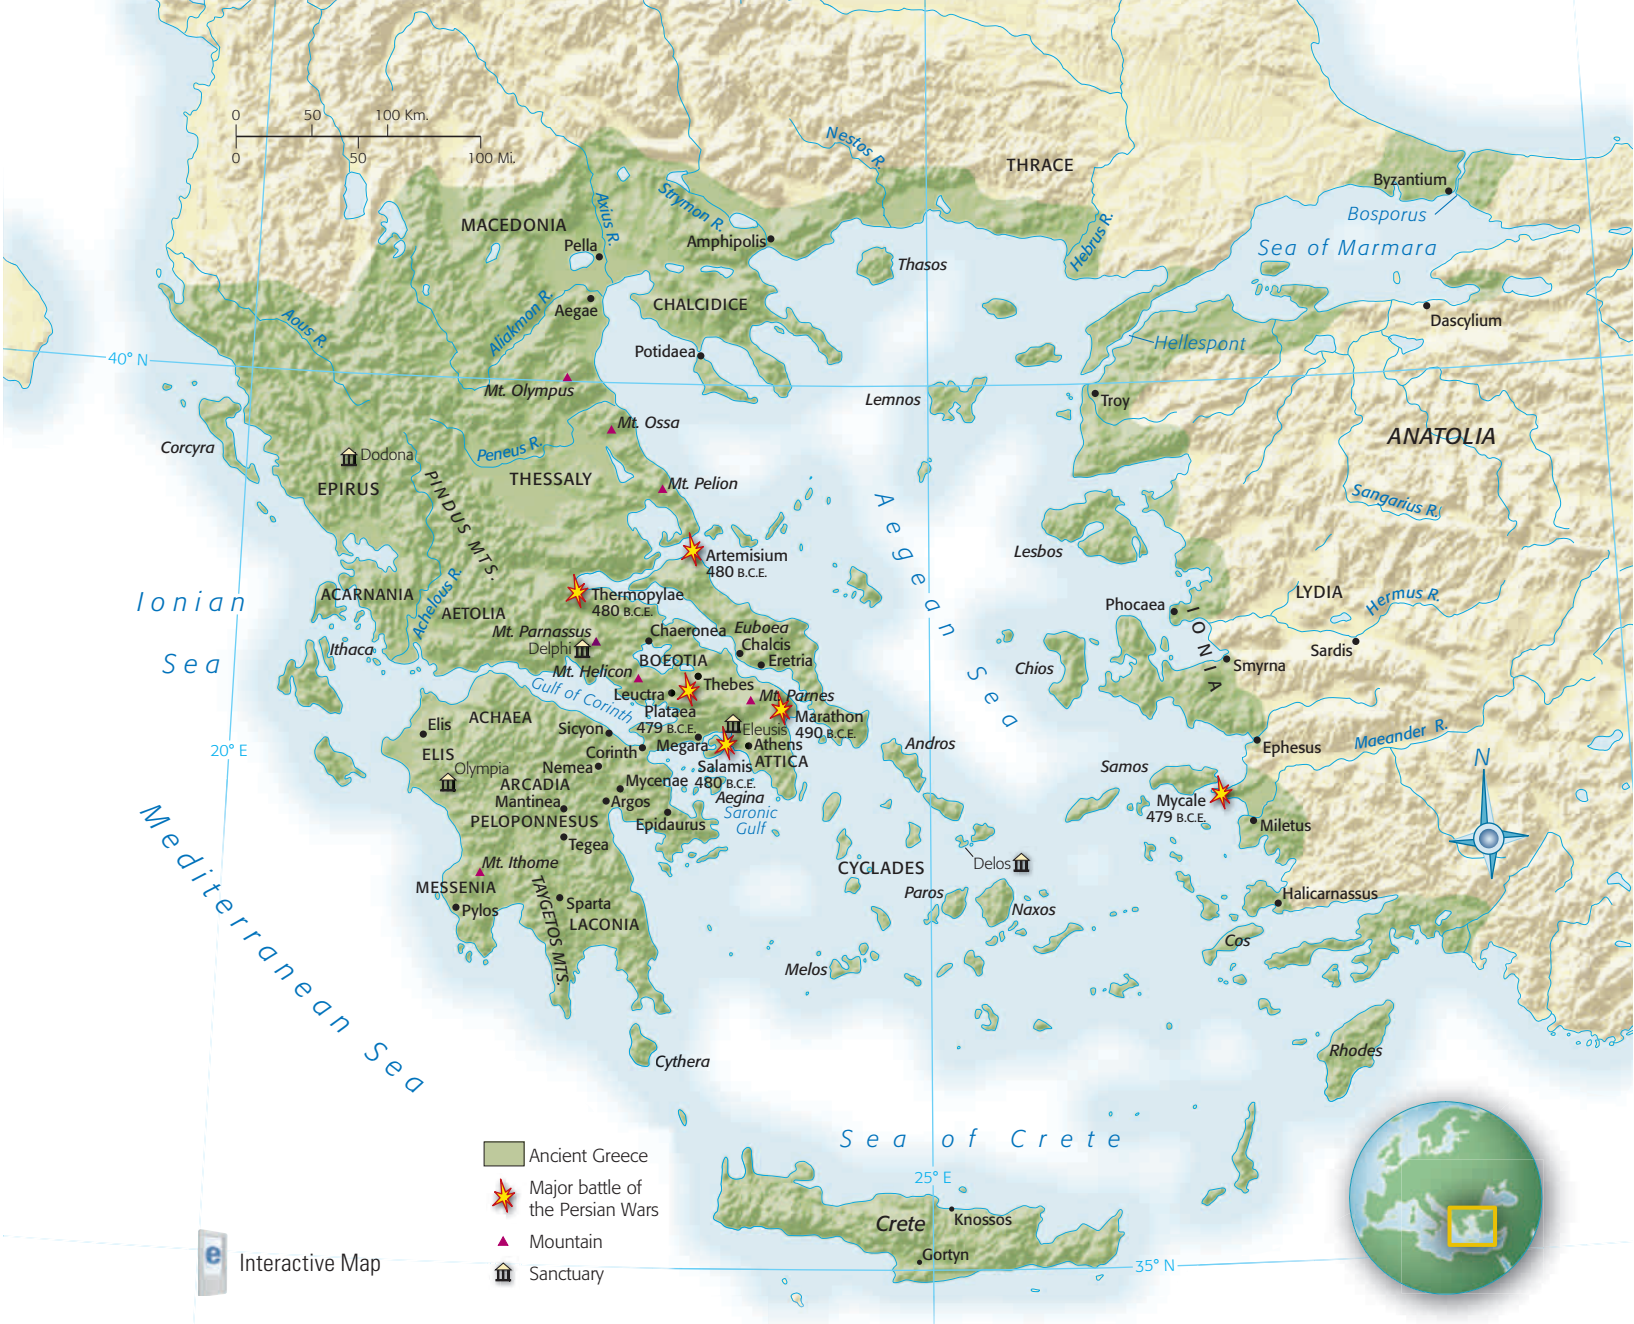 0 50 100 Km.
0 50 100 Mi.
Nestos R.
THRACE
Byzantium
Bosporus
Sea of Marmara
Strymon R.
Axius R.
MACEDONIA
Pella
Amphipolis
Hebrus R.
Thasos
CHALCIDICE
Aegae
Aliakmon R.
Aous R.
Dascylium
Hellespont
Potidaea
40° N
Mt. Olympus
Lemnos
Troy
Mt. Ossa
ANATOLIA
Corcyra
Dodona
Peneus R.
EPIRUS
THESSALY
Mt. Pelion
PINDUS MTS.
Sangarius R.
Aegean Sea
Lesbos
Artemisium
480 B.C.E.
Thermopylae
480 B.C.E.
ACARNANIA
Achelous R.
AETOLIA
Ionian
Sea
LYDIA
Hermus R.
Phocaea
IONIA
Mt. Parnassus
Delphi
Chaeronea
Euboea
Chalcis
Eretria
Ithaca
Sardis
Smyrna
Chios
Mt. Helicon
BOEOTIA
Gulf of Corinth
Leuctra
Thebes
Mt. Parnes
Plataea
479 B.C.E.
Marathon
490 B.C.E.
Elis
ACHAEA
Sicyon
Eleusis
Megara
Athens
ATTICA
Corinth
ELIS
20° E
Andros
Ephesus
Maeander R.
N
Olympia
Nemea
Salamis
480 B.C.E.
Samos
ARCADIA
Mycenae
Mantinea
Argos
Aegina
Saronic
Gulf
Mycale
479 B.C.E.
PELOPONNESUS
Epidaurus
Miletus
Tegea
Mt. Ithome
CYCLADES
Delos
MESSENIA
Paros
Halicarnassus
Pylos
TAYGETOS MTS.
Sparta
LACONIA
Naxos
Cos
Melos
Mediterranean Sea
Rhodes
Cythera
Sea of Crete
25° E
Crete
Knossos
Gortyn
35° N
Ancient Greece
Major battle of
the Persian Wars
Mountain
Sanctuary
e
Interactive Map